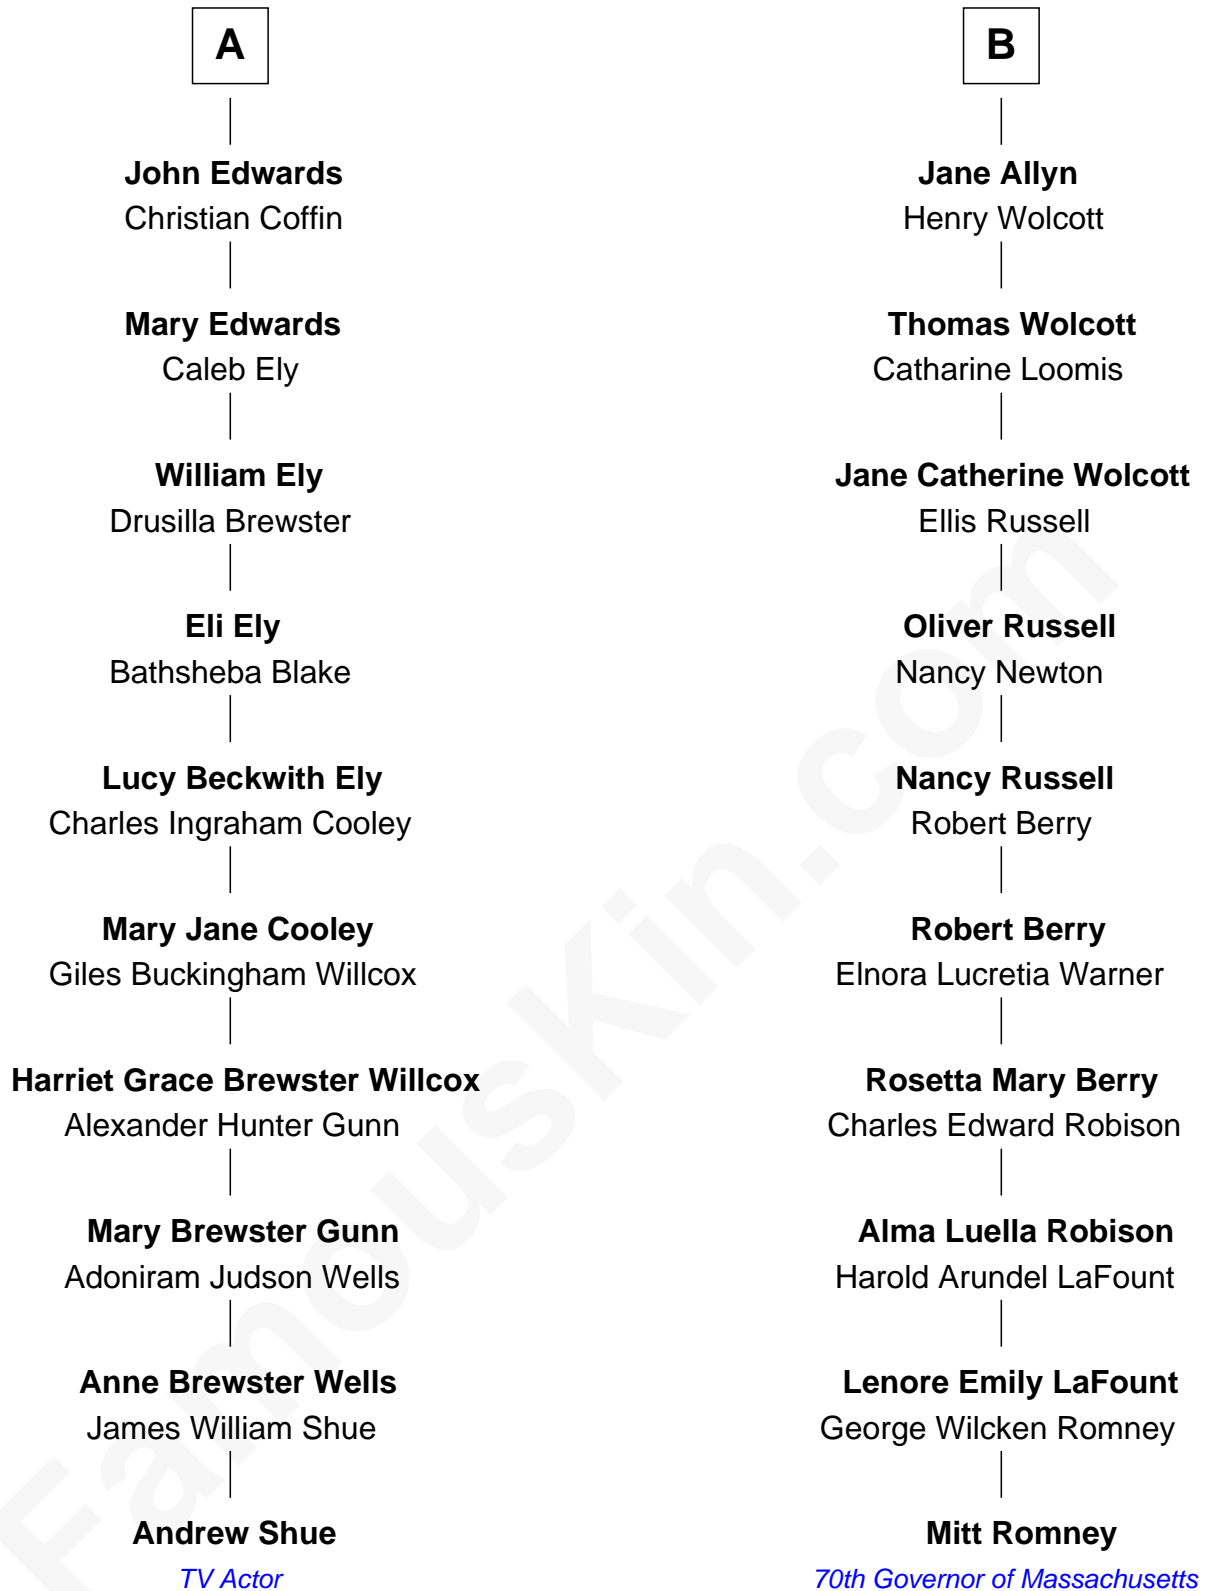 A
John Edwards
Christian Coffin
Mary Edwards
Caleb Ely
William Ely
Drusilla Brewster
Eli Ely
Bathsheba Blake
Lucy Beckwith Ely
Charles Ingraham Cooley
Mary Jane Cooley
Giles Buckingham Willcox
Harriet Grace Brewster Willcox
Alexander Hunter Gunn
Mary Brewster Gunn
Adoniram Judson Wells
Anne Brewster Wells
James William Shue
Andrew Shue
TV Actor
B
Jane Allyn
Henry Wolcott
Thomas Wolcott
Catharine Loomis
Jane Catherine Wolcott
Ellis Russell
Oliver Russell
Nancy Newton
Nancy Russell
Robert Berry
Robert Berry
Elnora Lucretia Warner
Rosetta Mary Berry
Charles Edward Robison
Alma Luella Robison
Harold Arundel LaFount
Lenore Emily LaFount
George Wilcken Romney
Mitt Romney
70th Governor of Massachusetts
FamousKin.com